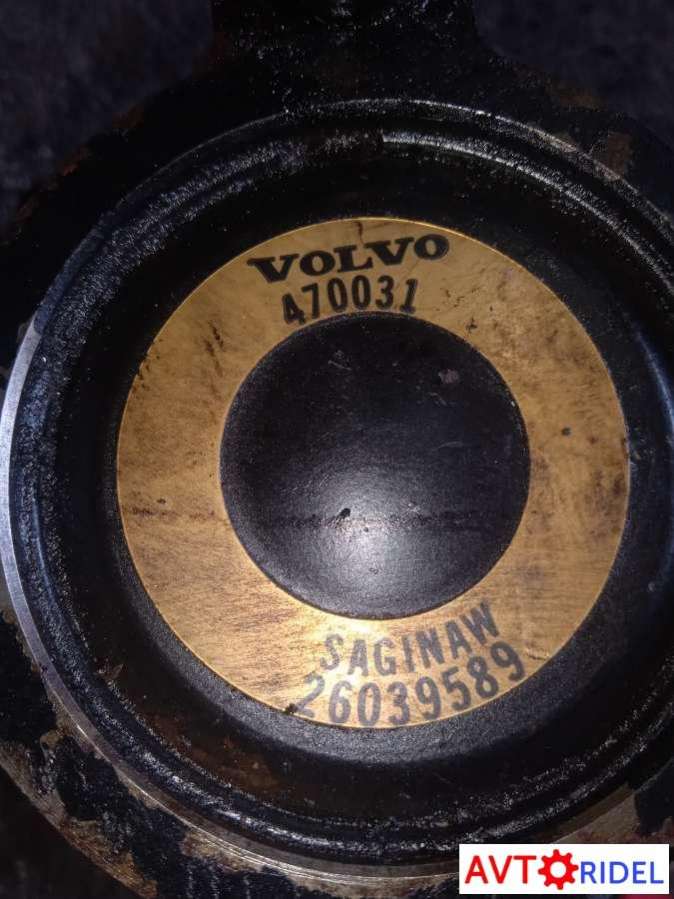 VOLVO
470031
SAGINAW
26039589
AVTORIDEL